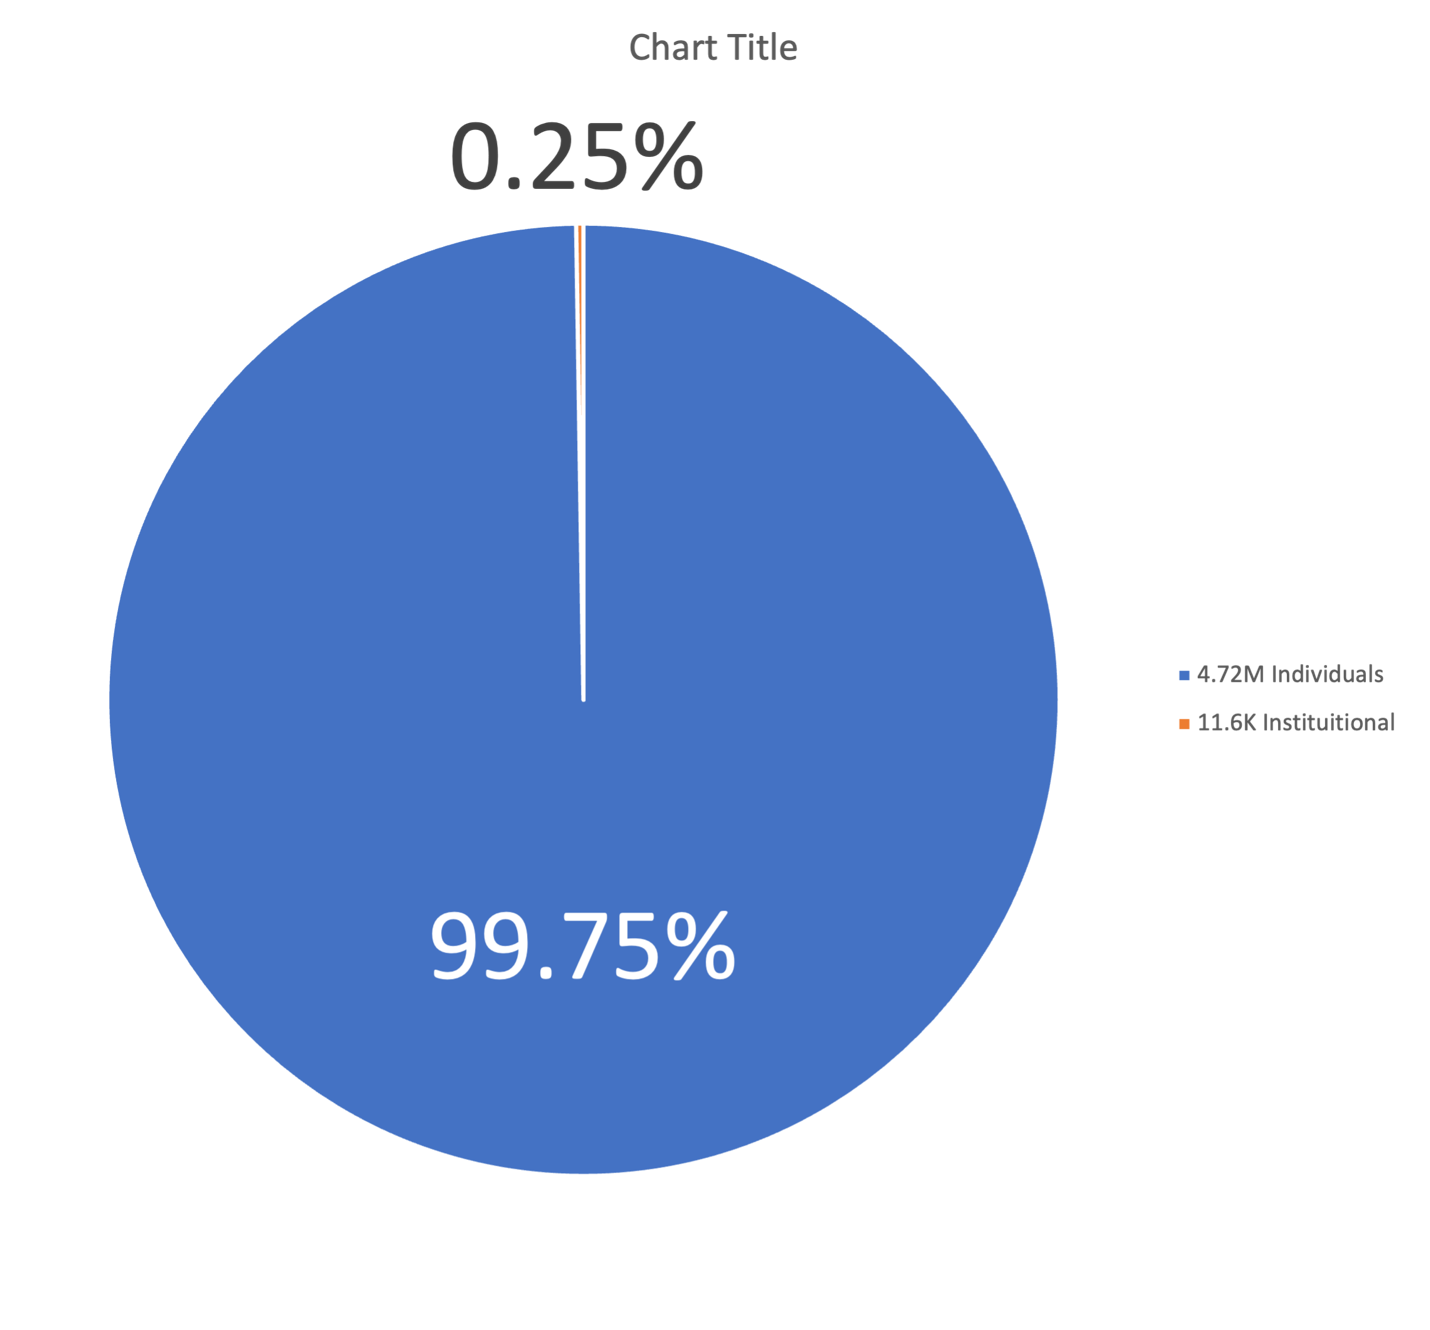 Chart Title
0.25%
99.75%
4.72M Individuals
11.6K Instituitional